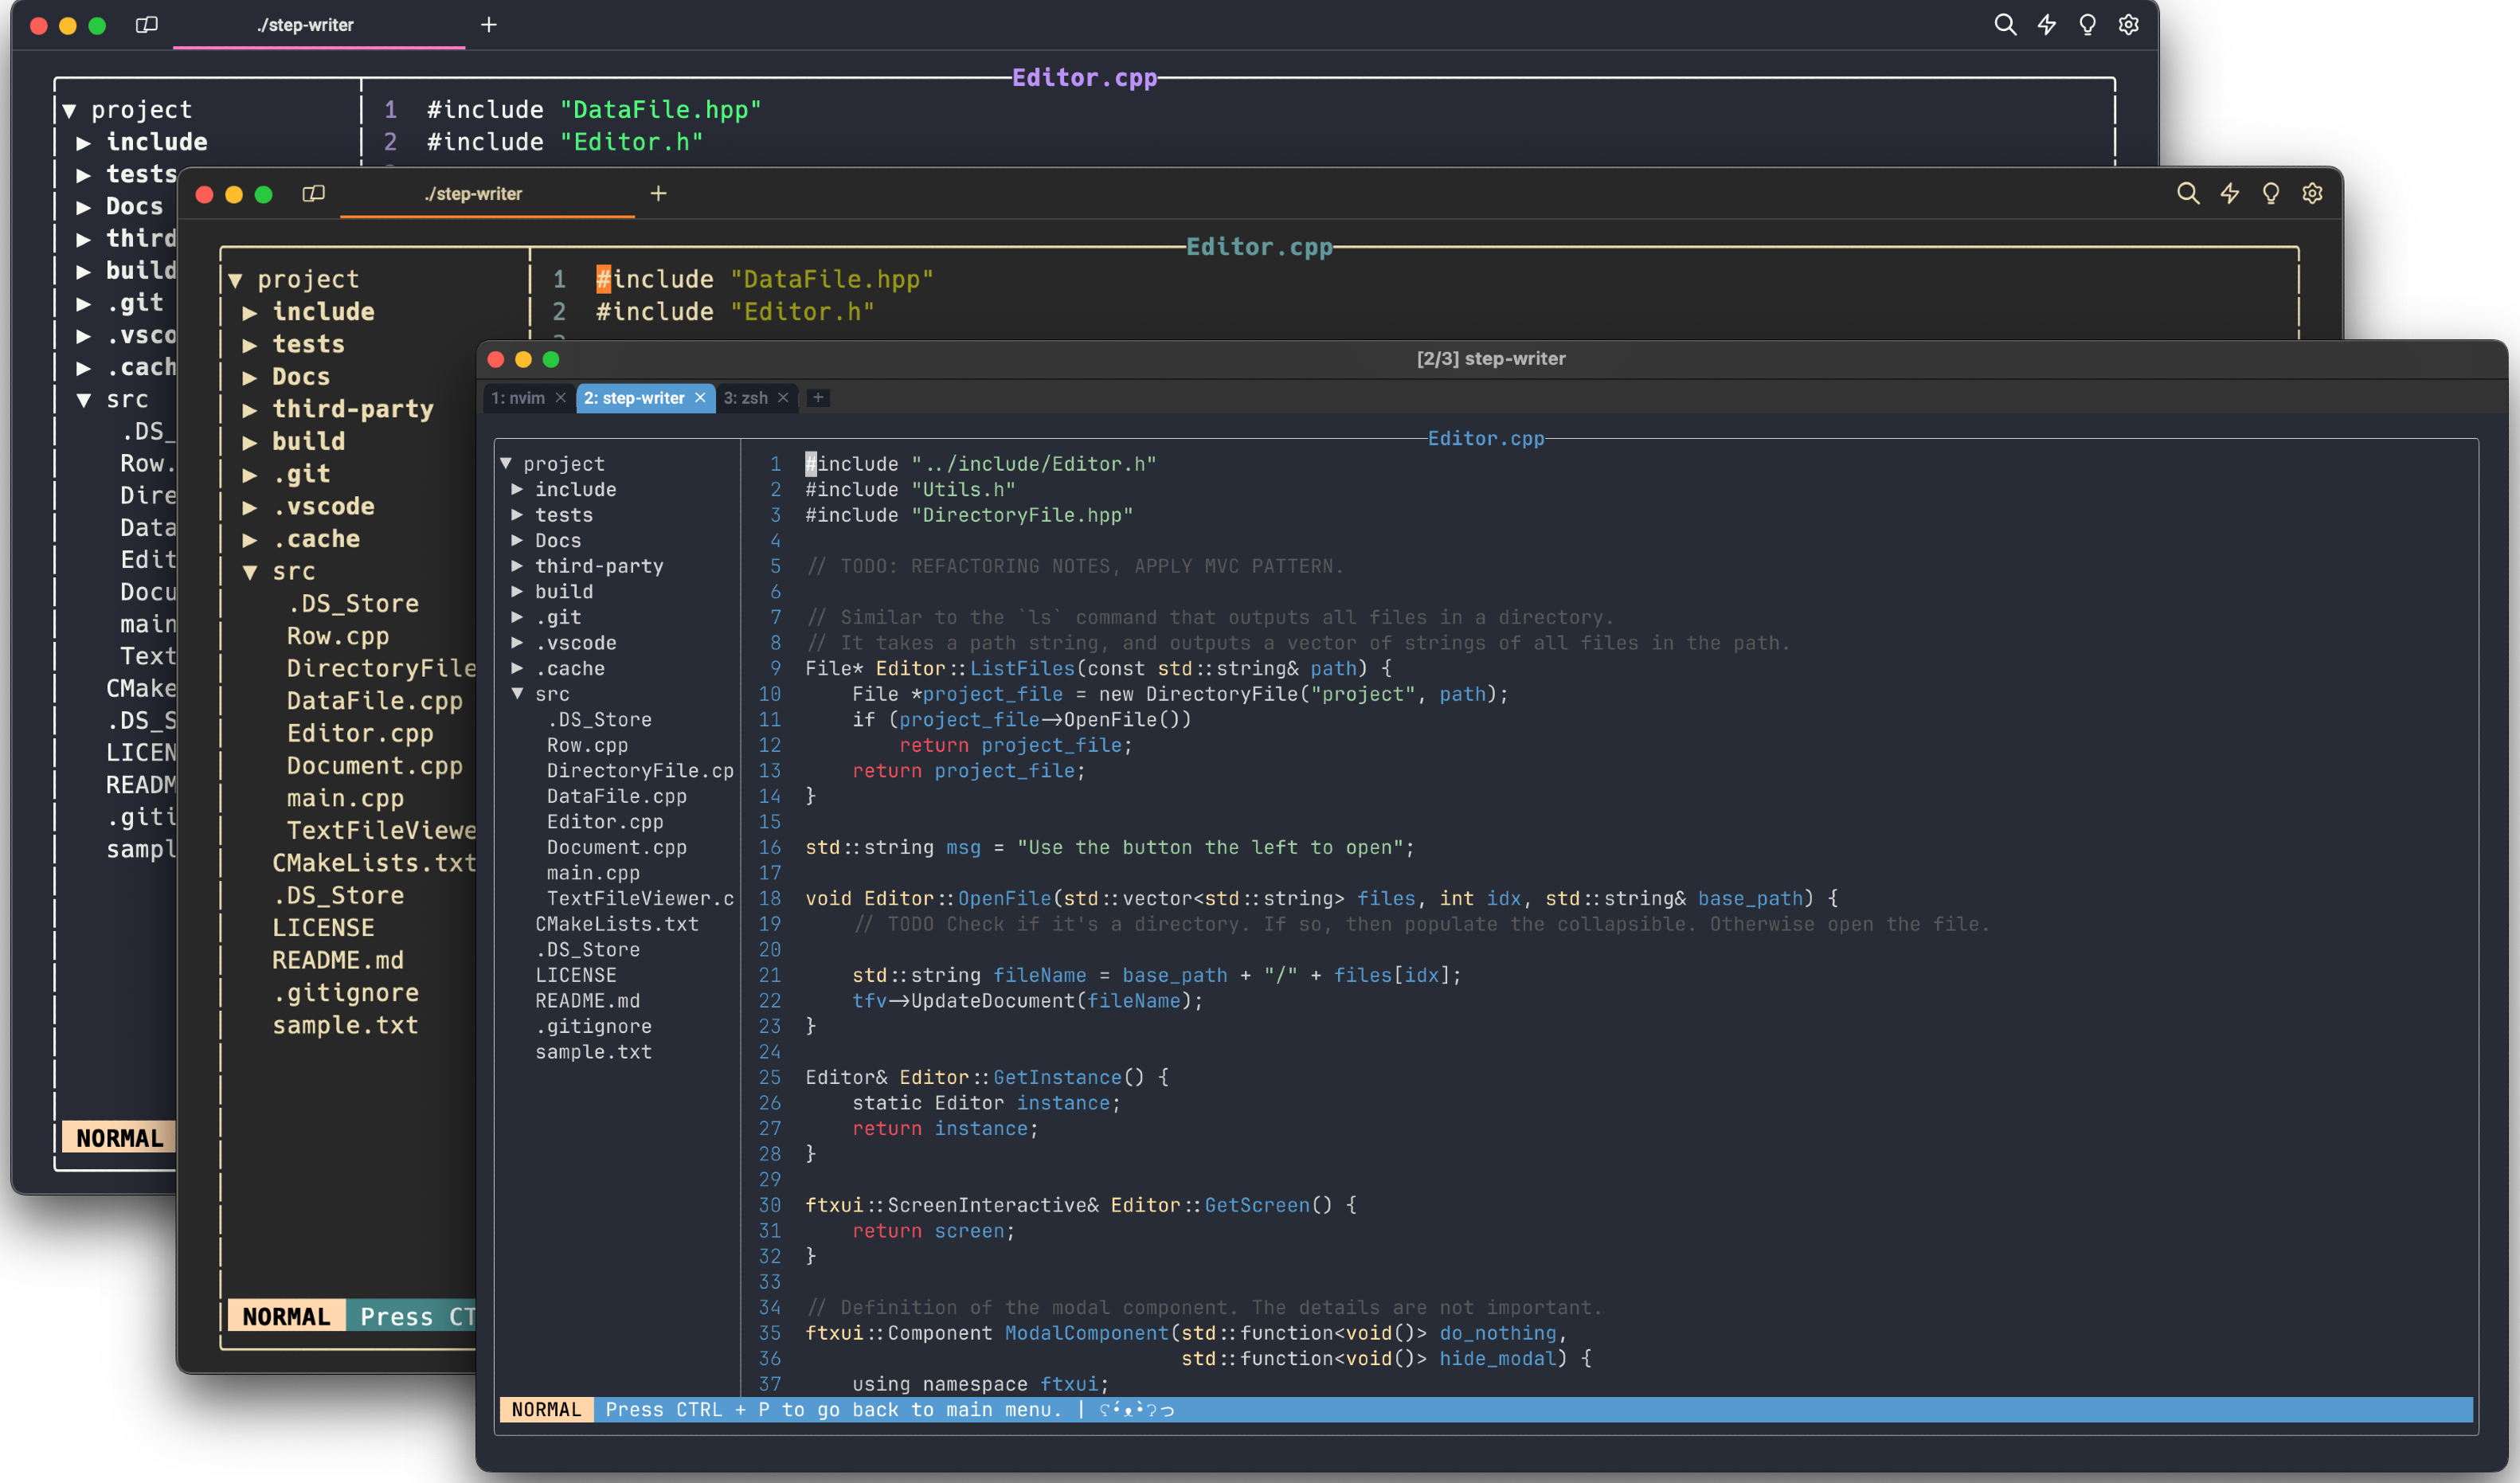 ./step-writer +
Editor.cpp
▼ project
▶ include
▶ tests
▶ Docs
▶ third
▶ build
▶ .git
▶ .vsco
▶ .cach
▼ src
.DS_
Row.
Dire
Data
Edit
Docu
main
Text
CMake
.DS_S
LICEN
READM
.giti
sampl
1 #include "DataFile.hpp"
2 #include "Editor.h"
NORMAL
./step-writer +
Editor.cpp
▼ project
▶ include
▶ tests
▶ Docs
▶ third-party
▶ build
▶ .git
▶ .vscode
▶ .cache
▼ src
.DS_Store
Row.cpp
DirectoryFile
DataFile.cpp
Editor.cpp
Document.cpp
main.cpp
TextFileViewe
CMakeLists.txt
.DS_Store
LICENSE
README.md
.gitignore
sample.txt
1 #include "DataFile.hpp"
2 #include "Editor.h"
NORMAL Press CT
[2/3] step-writer
1: nvim × 2: step-writer × 3: zsh × +
Editor.cpp
▼ project
▶ include
▶ tests
▶ Docs
▶ third-party
▶ build
▶ .git
▶ .vscode
▶ .cache
▼ src
.DS_Store
Row.cpp
DirectoryFile.cp
DataFile.cpp
Editor.cpp
Document.cpp
main.cpp
TextFileViewer.c
CMakeLists.txt
.DS_Store
LICENSE
README.md
.gitignore
sample.txt
1 #include "../include/Editor.h"
2 #include "Utils.h"
3 #include "DirectoryFile.hpp"
4
5 // TODO: REFACTORING NOTES, APPLY MVC PATTERN.
6
7 // Similar to the `ls` command that outputs all files in a directory.
8 // It takes a path string, and outputs a vector of strings of all files in the path.
9 File* Editor::ListFiles(const std::string& path) {
10     File *project_file = new DirectoryFile("project", path);
11     if (project_file->OpenFile())
12         return project_file;
13     return project_file;
14 }
15
16 std::string msg = "Use the button the left to open";
17
18 void Editor::OpenFile(std::vector<std::string> files, int idx, std::string& base_path) {
19     // TODO Check if it's a directory. If so, then populate the collapsible. Otherwise open the file.
20
21     std::string fileName = base_path + "/" + files[idx];
22     tfv->UpdateDocument(fileName);
23 }
24
25 Editor& Editor::GetInstance() {
26     static Editor instance;
27     return instance;
28 }
29
30 ftxui::ScreenInteractive& Editor::GetScreen() {
31     return screen;
32 }
33
34 // Definition of the modal component. The details are not important.
35 ftxui::Component ModalComponent(std::function<void()> do_nothing,
36                                 std::function<void()> hide_modal) {
37     using namespace ftxui;
NORMAL Press CTRL + P to go back to main menu. |